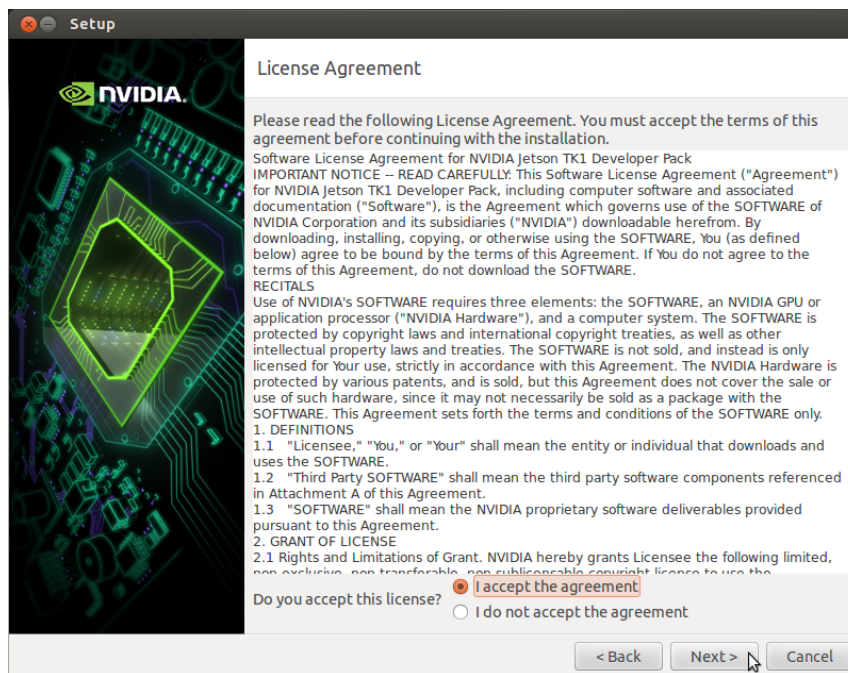 Setup
NVIDIA.
License Agreement
Please read the following License Agreement. You must accept the terms of this
agreement before continuing with the installation.
Software License Agreement for NVIDIA Jetson TK1 Developer Pack
IMPORTANT NOTICE -- READ CAREFULLY: This Software License Agreement ("Agreement")
for NVIDIA Jetson TK1 Developer Pack, including computer software and associated
documentation ("Software"), is the Agreement which governs use of the SOFTWARE of
NVIDIA Corporation and its subsidiaries ("NVIDIA") downloadable herefrom. By
downloading, installing, copying, or otherwise using the SOFTWARE, You (as defined
below) agree to be bound by the terms of this Agreement. If You do not agree to the
terms of this Agreement, do not download the SOFTWARE.
RECITALS
Use of NVIDIA's SOFTWARE requires three elements: the SOFTWARE, an NVIDIA GPU or
application processor ("NVIDIA Hardware"), and a computer system. The SOFTWARE is
protected by copyright laws and international copyright treaties, as well as other
intellectual property laws and treaties. The SOFTWARE is not sold, and instead is only
licensed for Your use, strictly in accordance with this Agreement. The NVIDIA Hardware is
protected by various patents, and is sold, but this Agreement does not cover the sale or
use of such hardware, since it may not necessarily be sold as a package with the
SOFTWARE. This Agreement sets forth the terms and conditions of the SOFTWARE only.
1. DEFINITIONS
1.1 "Licensee," "You," or "Your" shall mean the entity or individual that downloads and
uses the SOFTWARE.
1.2 "Third Party SOFTWARE" shall mean the third party software components referenced
in Attachment A of this Agreement.
1.3 "SOFTWARE" shall mean the NVIDIA proprietary software deliverables provided
pursuant to this Agreement.
2. GRANT OF LICENSE
2.1 Rights and Limitations of Grant. NVIDIA hereby grants Licensee the following limited,
non-exclusive, non-transferable, non-sublicensable copyright license to use the
Do you accept this license?
I accept the agreement
I do not accept the agreement
< Back
Next >
Cancel